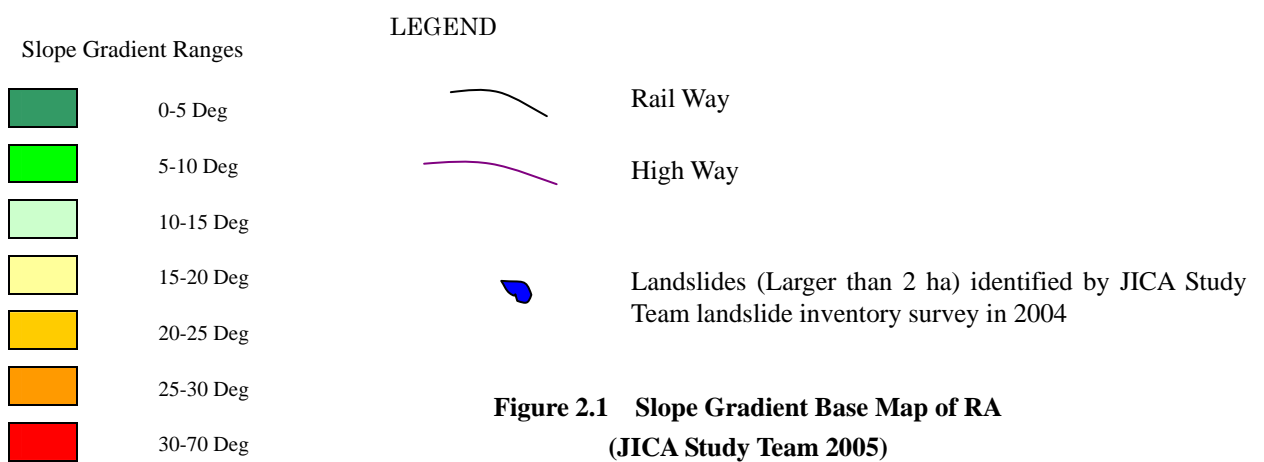 LEGEND
Slope Gradient Ranges
0-5 Deg
5-10 Deg
10-15 Deg
15-20 Deg
20-25 Deg
25-30 Deg
30-70 Deg
Rail Way
High Way
Landslides (Larger than 2 ha) identified by JICA Study
Team landslide inventory survey in 2004
Figure 2.1 Slope Gradient Base Map of RA
(JICA Study Team 2005)